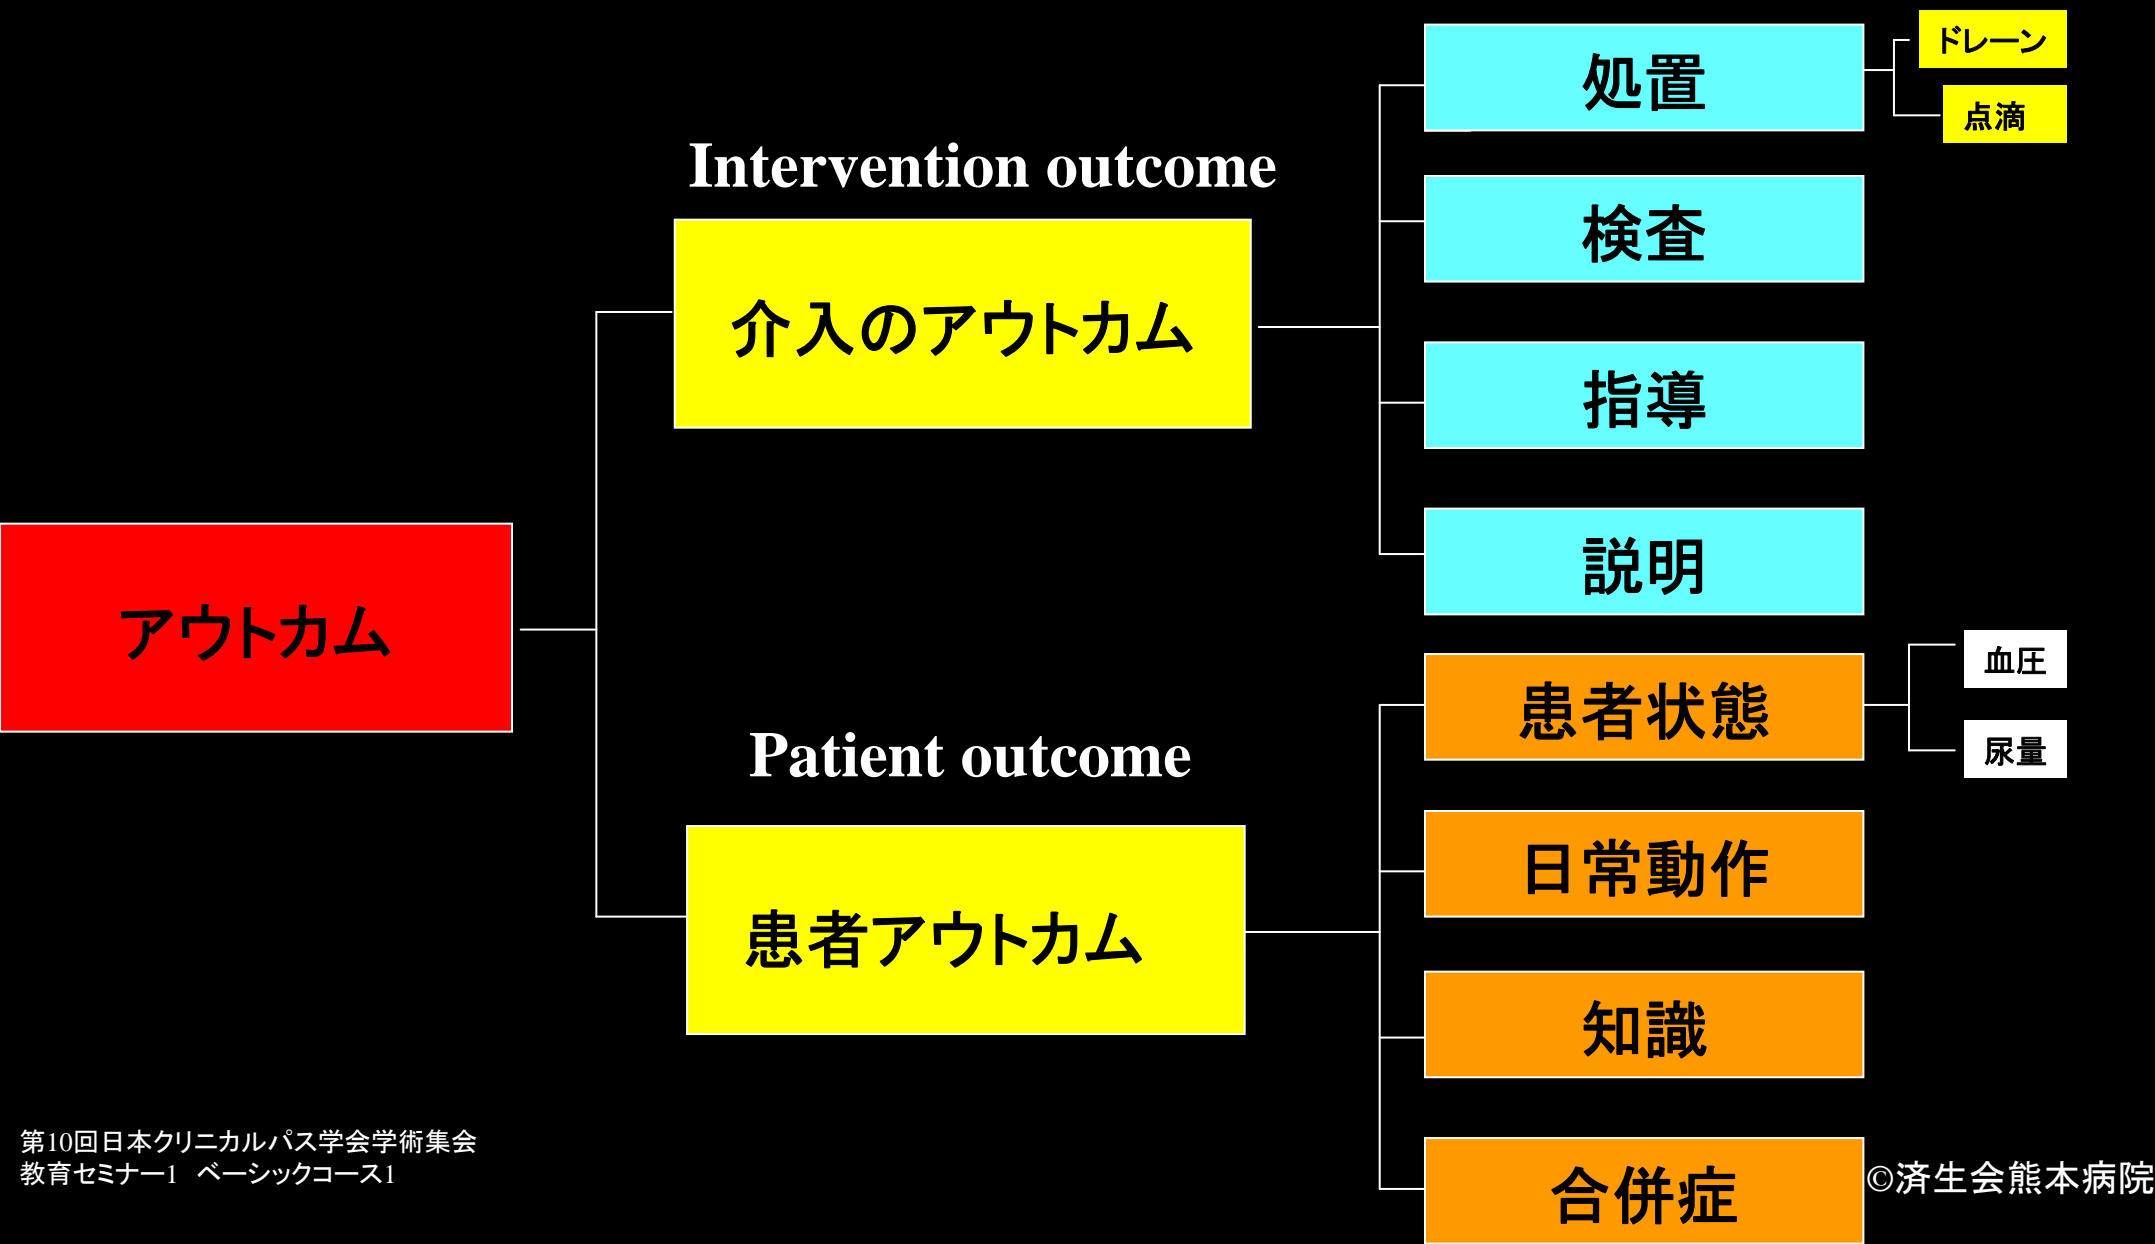 処置
ドレーン
点滴
Intervention outcome
検査
介入のアウトカム
指導
説明
アウトカム
患者状態
血圧
尿量
Patient outcome
日常動作
患者アウトカム
知識
合併症
第10回日本クリニカルパス学会学術集会
教育セミナー1　ベーシックコース1
©済生会熊本病院